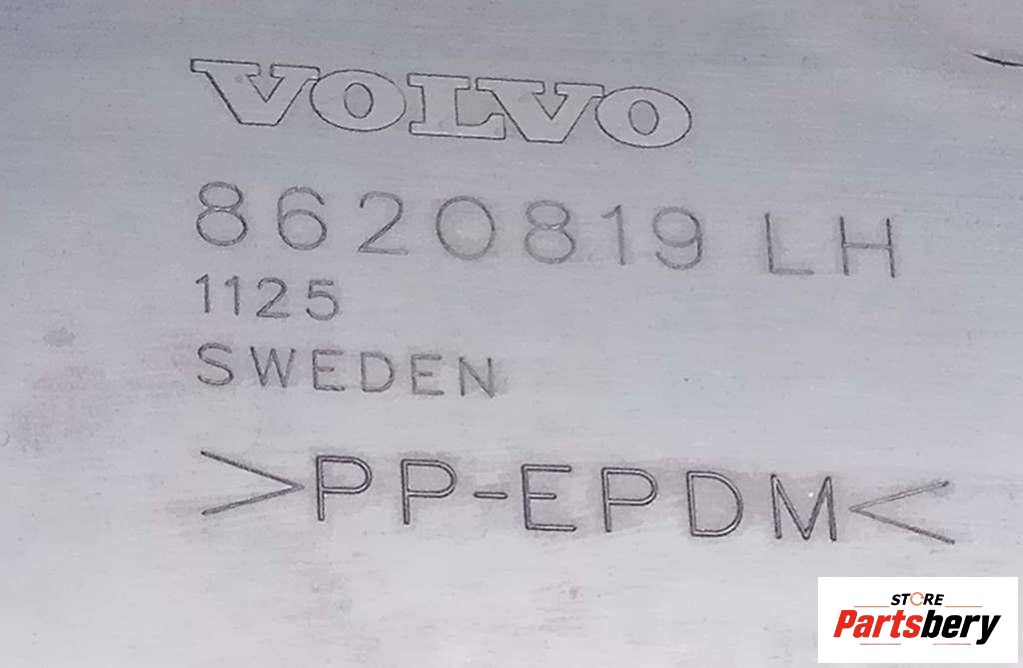 VOLVO
8620819 LH
1125
SWEDEN
>PP-EPDM<
STORE
Partsbery